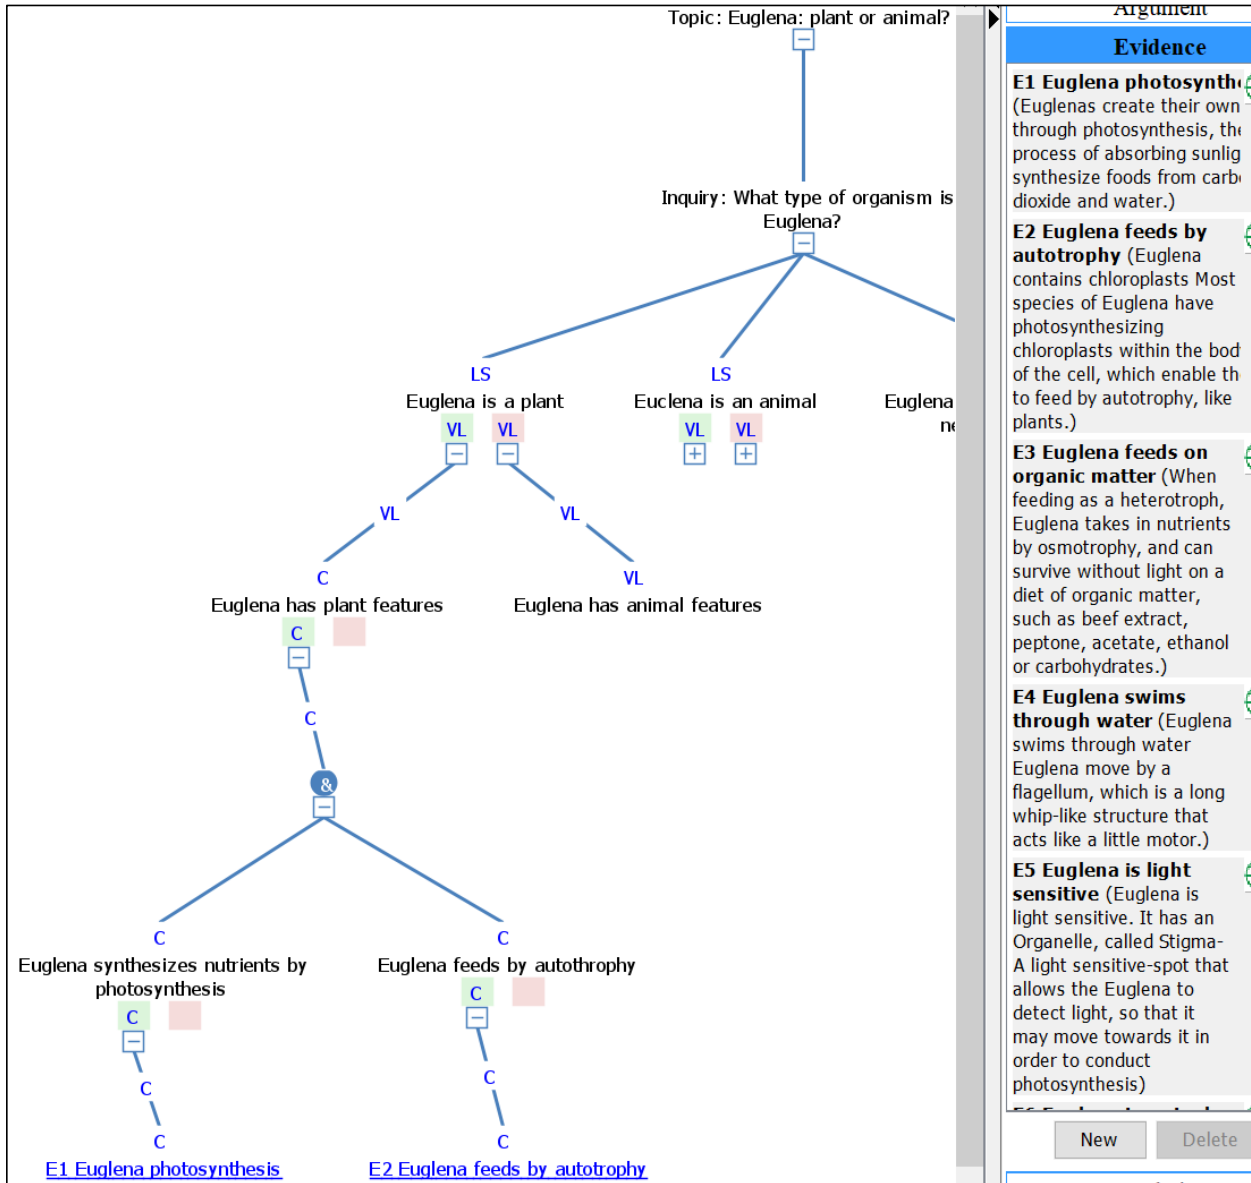 Topic: Euglena: plant or animal?
Inquiry: What type of organism is
Euglena?
LS
LS
Euglena is a plant
Euclena is an animal
Euglena
VL
VL
VL
VL
VL
VL
C
VL
Euglena has plant features
Euglena has animal features
C
C
&
C
C
Euglena synthesizes nutrients by
photosynthesis
Euglena feeds by autothrophy
C
C
C
C
C
C
E1 Euglena photosynthesis
E2 Euglena feeds by autotrophy
Argument
Evidence
E1 Euglena
(Euglenas create their own
through photosynthesis, the
process of absorbing
synthesize foods from
dioxide and water.)
E2 Euglena feeds by
autotrophy (Euglena
contains chloroplasts Most
species of Euglena have
photosynthesizing
chloroplasts within the body
of the cell, which enable
to feed by autotrophy, like
plants.)
E3 Euglena feeds on
organic matter (When
feeding as a heterotroph,
Euglena takes in nutrients
by osmotrophy, and can
survive without light on a
diet of organic matter,
such as beef extract,
peptone, acetate, ethanol
or carbohydrates.)
E4 Euglena swims
through water (Euglena
swims through water
Euglena move by a
flagellum, which is a long
whip-like structure that
acts like a little motor.)
E5 Euglena is light
sensitive (Euglena is
light sensitive. It has an
Organelle, called Stigma-
A light sensitive-spot that
allows the Euglena to
detect light, so that it
may move towards it in
order to conduct
photosynthesis)
New
Delete